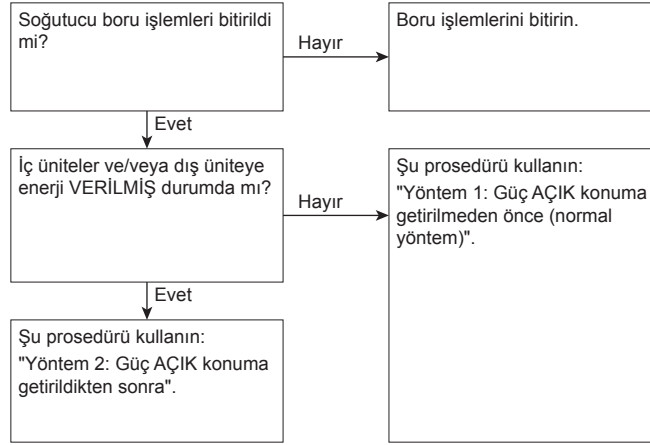 Soğutucu boru işlemleri bitirildi
mi?
Hayır
Boru işlemlerini bitirin.
Evet
İç üniteler ve/veya dış üniteye
enerji VERİLMİŞ durumda mı?
Hayır
Şu prosedürü kullanın:
"Yöntem 1: Güç AÇIK konuma
getirilmeden önce (normal
yöntem)".
Evet
Şu prosedürü kullanın:
"Yöntem 2: Güç AÇIK konuma
getirildikten sonra".